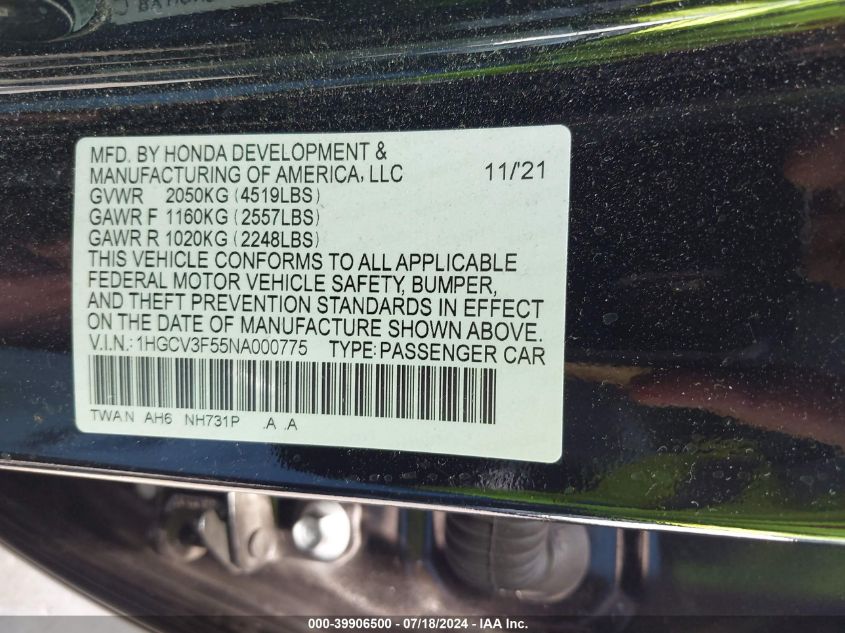 MFD. BY HONDA DEVELOPMENT &
MANUFACTURING OF AMERICA, LLC 11/'21
GVWR 2050KG (4519LBS)
GAWR F 1160KG (2557LBS)
GAWR R 1020KG (2248LBS)
THIS VEHICLE CONFORMS TO ALL APPLICABLE
FEDERAL MOTOR VEHICLE SAFETY, BUMPER,
AND THEFT PREVENTION STANDARDS IN EFFECT
ON THE DATE OF MANUFACTURE SHOWN ABOVE.
V.I.N.:1HGCV3F55NA000775 TYPE:PASSENGER CAR
TWA N AH6 NH731P .A .A
000-39906500 / 07/18/2024 - IAA Inc.